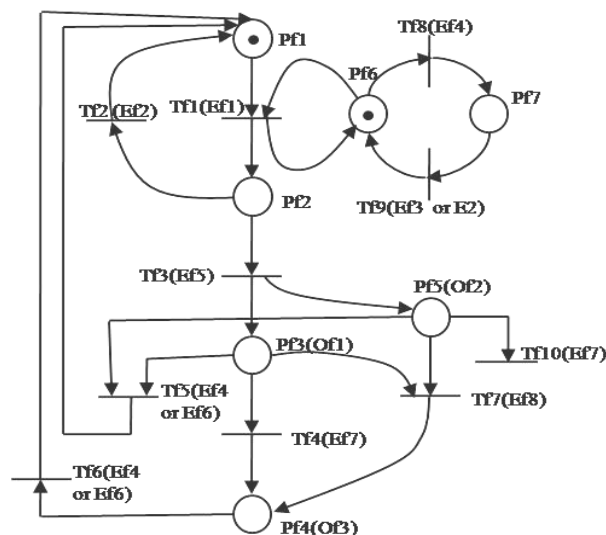 Tf8(Ef4)
Pf1
Pf6
Pf7
Tf2(Ef2)
Tf1(Ef1)
Tf9(Ef3 or E2)
Pf2
Tf3(Ef5)
Pf5(Of2)
Pf3(Of1)
Tf10(Ef7)
Tf5(Ef4
or Ef6)
Tf7(Ef8)
Tf4(Ef7)
Tf6(Ef4
or Ef6)
Pf4(Of3)